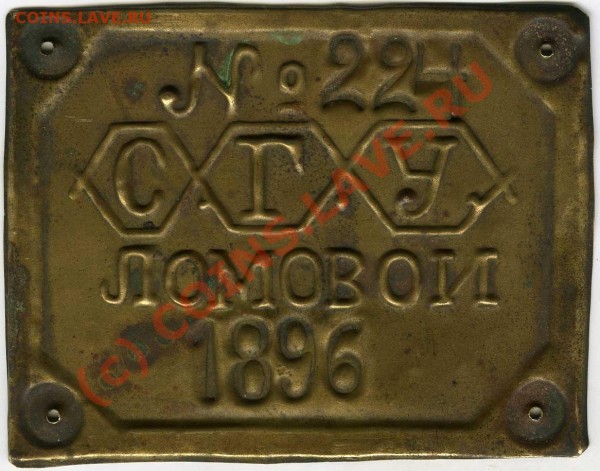 COINS.LAVE.RU
№ 224
С Г У
ЛОМОВОЙ
1896
(c) COINS.LAVE.RU